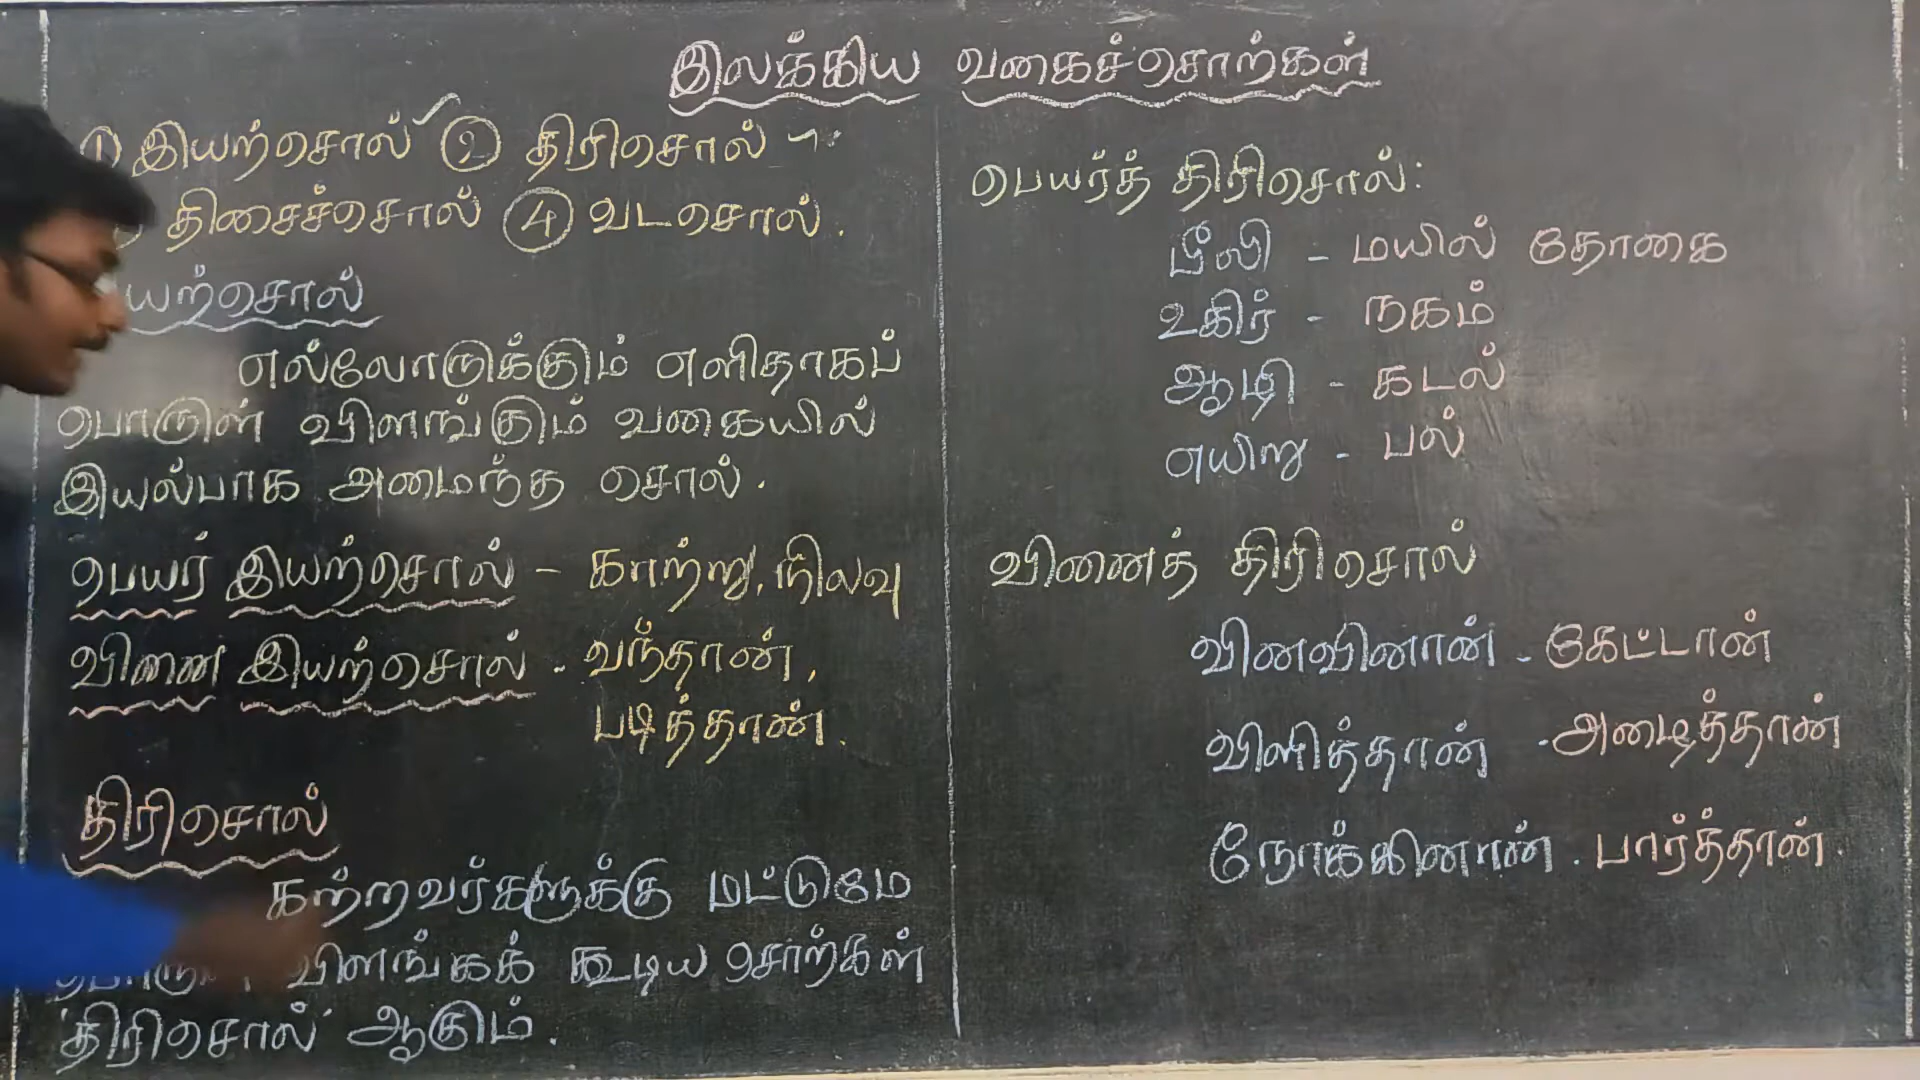 இலக்கிய வகைச்சொற்கள்
① இயற்சொல் ② திரிசொல்
திசைச்சொல் ④ வடசொல்.
யற்சொல்
எல்லோருக்கும் எளிதாகப்
பொருள் விளங்கும் வகையில்
இயல்பாக அமைந்த சொல்.
பெயர் இயற்சொல் - காற்று, நிலவு
வினை இயற்சொல் - வந்தான்,
படித்தான்.
திரிசொல்
கற்றவர்களுக்கு மட்டுமே
விளங்கக் கூடிய சொற்கள்
'திரிசொல்' ஆகும்.
பெயர்த் திரிசொல்:
பீலி - மயில் தோகை
உகிர் - நகம்
ஆழி - கடல்
எயிறு - பல்
வினைத் திரிசொல்
வினவினான் - கேட்டான்
விளித்தான் - அழைத்தான்
நோக்கினான் - பார்த்தான்.